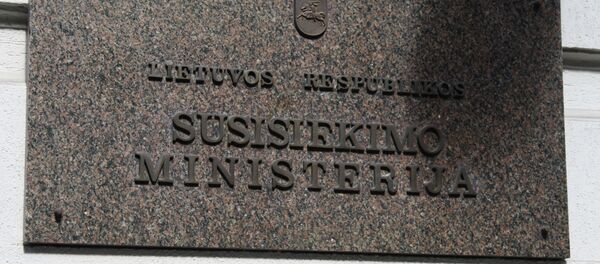 LIETUVOS RESPUBLIKOS
SUSISIEKIMO
MINISTERIJA